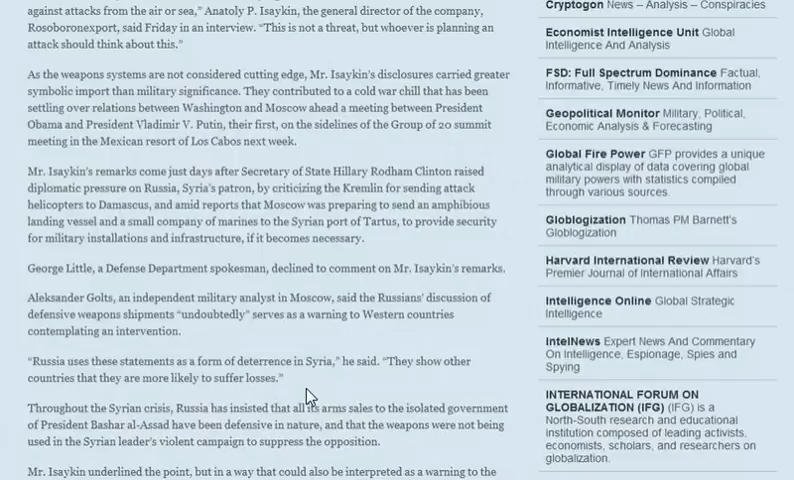 against attacks from the air or sea,” Anatoly P. Isaykin, the general director of the company,
Rosoboronexport, said Friday in an interview. “This is not a threat, but whoever is planning an
attack should think about this.”
As the weapons systems are not considered cutting edge, Mr. Isaykin’s disclosures carried greater
symbolic import than military significance. They contributed to a cold war chill that has been
settling over relations between Washington and Moscow ahead a meeting between President
Obama and President Vladimir V. Putin, their first, on the sidelines of the Group of 20 summit
meeting in the Mexican resort of Los Cabos next week.
Mr. Isaykin’s remarks come just days after Secretary of State Hillary Rodham Clinton raised
diplomatic pressure on Russia, Syria’s patron, by criticizing the Kremlin for sending attack
helicopters to Damascus, and amid reports that Moscow was preparing to send an amphibious
landing vessel and a small company of marines to the Syrian port of Tartus, to provide security
for military installations and infrastructure, if it becomes necessary.
George Little, a Defense Department spokesman, declined to comment on Mr. Isaykin’s remarks.
Aleksander Golts, an independent military analyst in Moscow, said the Russians’ discussion of
defensive weapons shipments “undoubtedly” serves as a warning to Western countries
contemplating an intervention.
“Russia uses these statements as a form of deterrence in Syria,” he said. “They show other
countries that they are more likely to suffer losses.”
Throughout the Syrian crisis, Russia has insisted that all its arms sales to the isolated government
of President Bashar al-Assad have been defensive in nature, and that the weapons were not being
used in the Syrian leader’s violent campaign to suppress the opposition.
Mr. Isaykin underlined the point, but in a way that could also be interpreted as a warning to the
Cryptogon News – Analysis – Conspiracies
Economist Intelligence Unit Global
Intelligence And Analysis
FSD: Full Spectrum Dominance Factual,
Informative, Timely News And Information
Geopolitical Monitor Military, Political,
Economic Analysis & Forecasting
Global Fire Power GFP provides a unique
analytical display of data covering global
military powers with statistics compiled
through various sources.
Globlogization Thomas PM Barnett’s
Globlogization
Harvard International Review Harvard’s
Premier Journal of International Affairs
Intelligence Online Global Strategic
Intelligence
IntelNews Expert News And Commentary
On Intelligence, Espionage, Spies and
Spying
INTERNATIONAL FORUM ON
GLOBALIZATION (IFG) (IFG) is a
North-South research and educational
institution composed of leading activists,
economists, scholars, and researchers on
globalization.